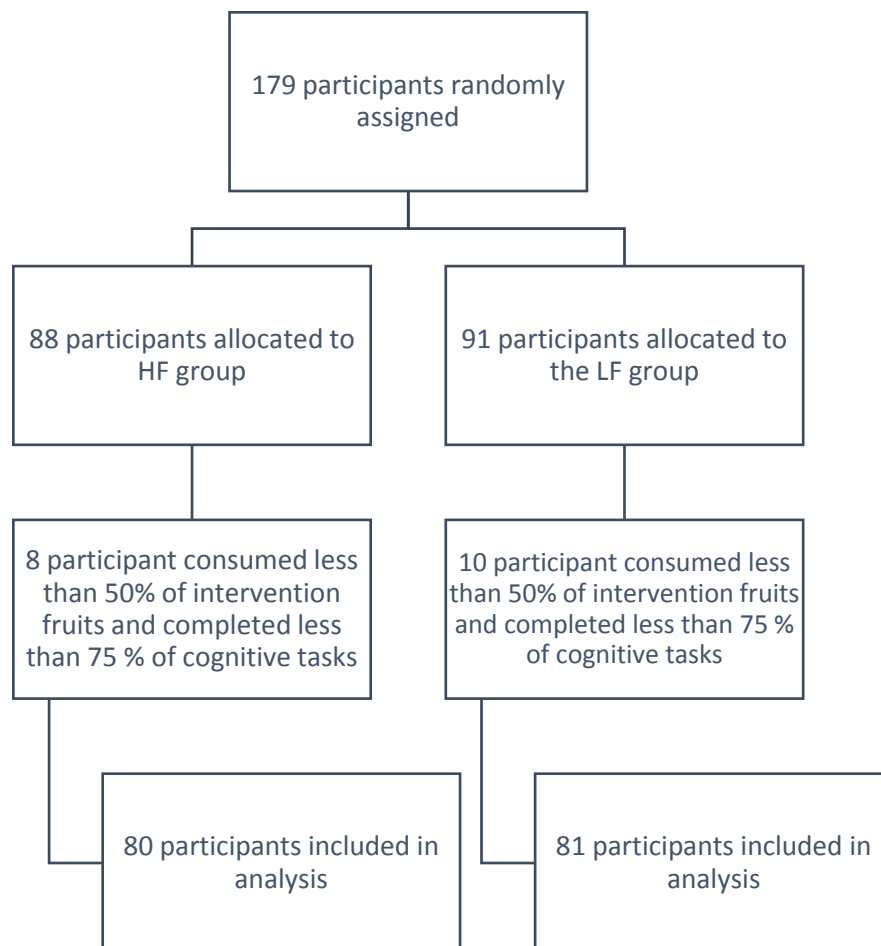 179 participants randomly
assigned
88 participants allocated to
HF group
91 participants allocated to
the LF group
8 participant consumed less
than 50% of intervention
fruits and completed less
than 75 % of cognitive tasks
10 participant consumed less
than 50% of intervention fruits
and completed less than 75 %
of cognitive tasks
80 participants included in
analysis
81 participants included in
analysis